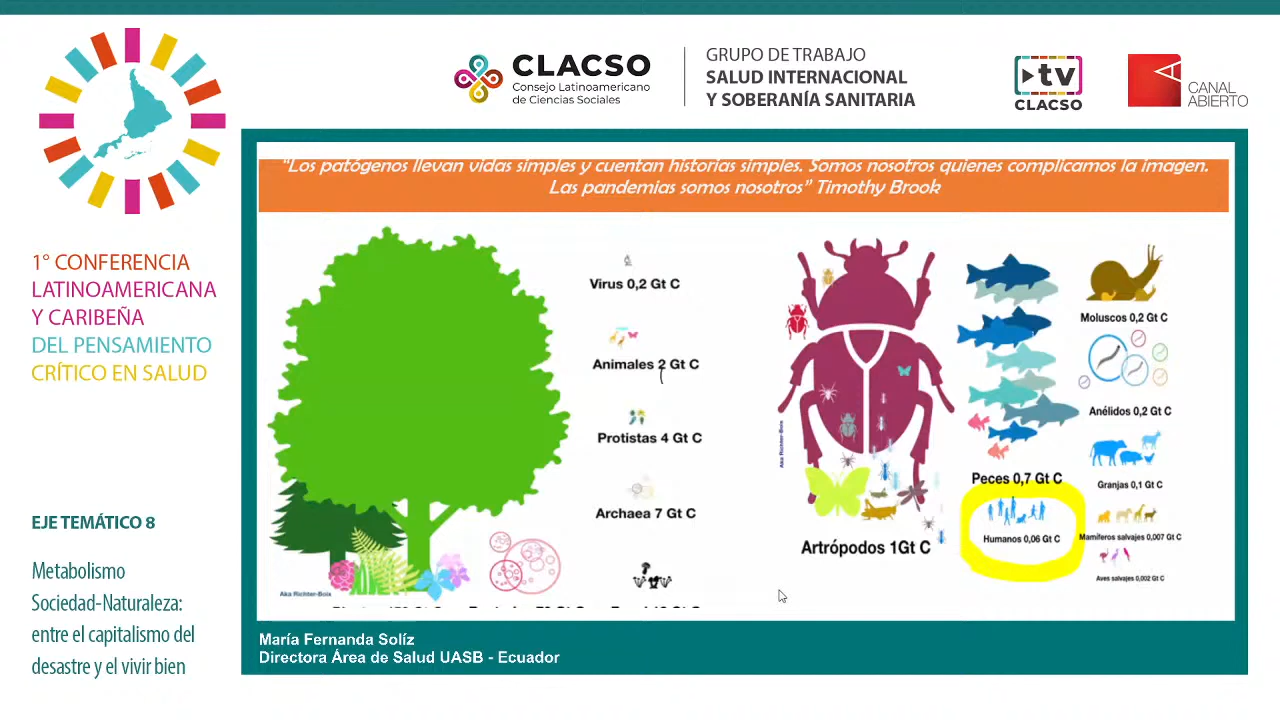 CLACSO
Consejo Latinoamericano
de Ciencias Sociales
GRUPO DE TRABAJO
SALUD INTERNACIONAL
Y SOBERANÍA SANITARIA
tv
CLACSO
CANAL
ABIERTO
1° CONFERENCIA
LATINOAMERICANA
Y CARIBEÑA
DEL PENSAMIENTO
CRÍTICO EN SALUD
EJE TEMÁTICO 8
Metabolismo
Sociedad-Naturaleza:
entre el capitalismo del
desastre y el vivir bien
"Los patógenos llevan vidas simples y cuentan historias simples. Somos nosotros quienes complicamos la imagen.
Las pandemias somos nosotros" Timothy Brook
Virus 0,2 Gt C
Animales 2 Gt C
Protistas 4 Gt C
Archaea 7 Gt C
Aka Richter-Boix
Aka Richter-Boix
Artrópodos 1Gt C
Peces 0,7 Gt C
Humanos 0,06 Gt C
Moluscos 0,2 Gt C
Anélidos 0,2 Gt C
Granjas 0,1 Gt C
Mamíferos salvajes 0,007 Gt C
Aves salvajes 0,002 Gt C
María Fernanda Solíz
Directora Área de Salud UASB - Ecuador